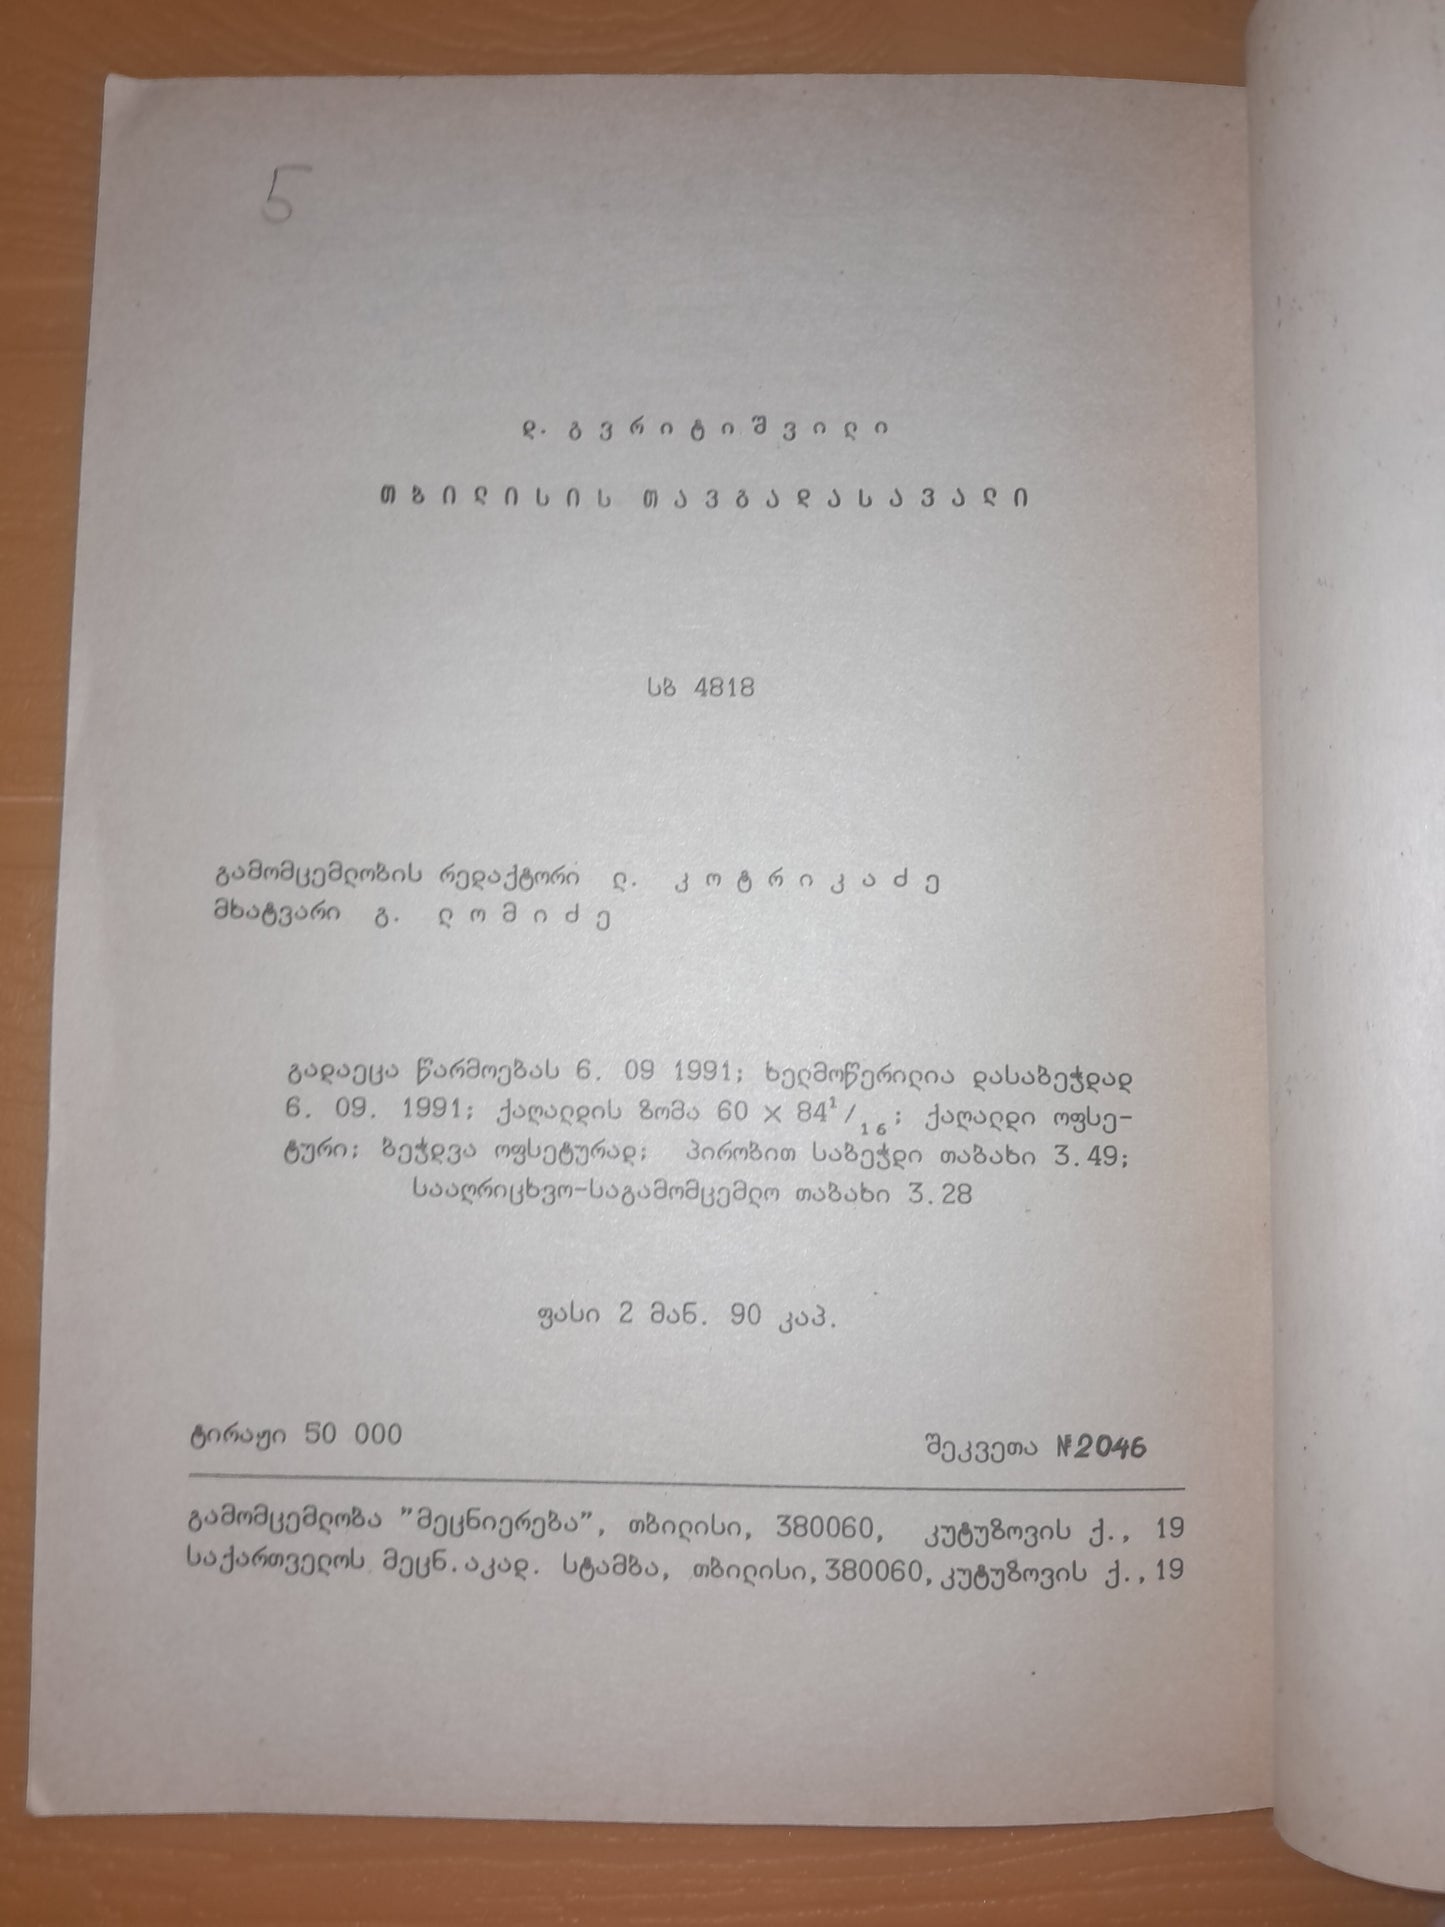 5
დ. გვრიტიშვილი
თბილისის თავგადასავალი
სბ 4818
გამომცემლობის რედაქტორი ლ. კოტრიკაძე
მხატვარი გ. ლომიძე
გადაეცა წარმოებას 6. 09 1991; ხელმოწერილია დასაბეჭდად
6. 09. 1991; ქაღალდის ზომა 60 × 84¹/₁₆; ქაღალდი ოფსე-
ტური; ბეჭდვა ოფსეტურად; პირობით საბეჭდი თაბახი 3.49;
სააღრიცხვო-საგამომცემლო თაბახი 3.28
ფასი 2 მან. 90 კაპ.
ტირაჟი 50 000 შეკვეთა №2046
გამომცემლობა "მეცნიერება", თბილისი, 380060, კუტუზოვის ქ., 19
საქართველოს მეცნ.აკად. სტამბა, თბილისი,380060,კუტუზოვის ქ.,19